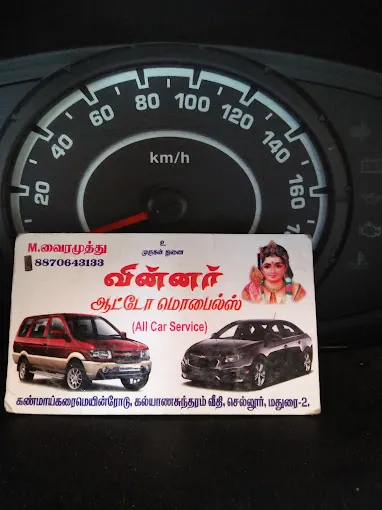 20
40
60
80
100
120
140
160
km/h
M.வைரமுத்து
8870643133
உ
முருகன் துணை
வின்னர்
ஆட்டோ மொபைல்ஸ்
(All Car Service)
கண்மாய்கரைமெயின்ரோடு, கல்யாணசுந்தரம் வீதி, செல்லூர், மதுரை-2.